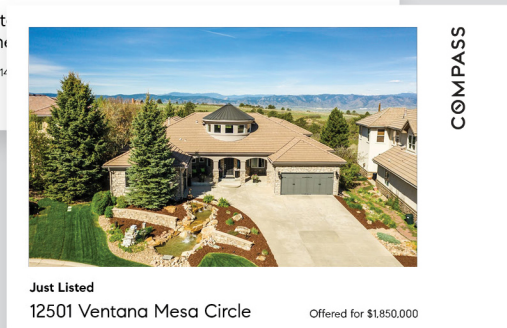 COMPASS
Just Listed
12501 Ventana Mesa Circle
Offered for $1,850,000